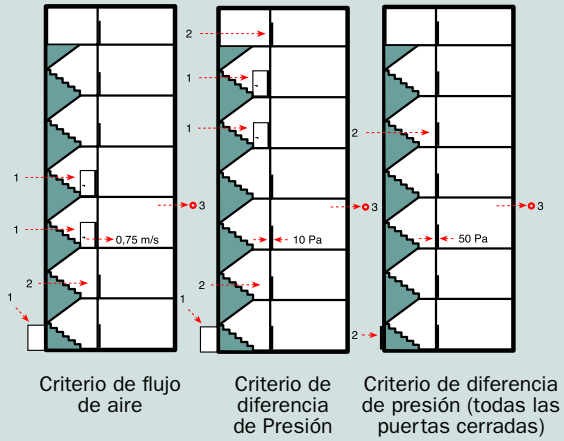 2
1
1
1
1
3
0,75 m/s
2
1
10 Pa
2
1
3
2
50 Pa
2
3
Criterio de flujo
de aire
Criterio de
diferencia
de Presión
Criterio de diferencia
de presión (todas las
puertas cerradas)